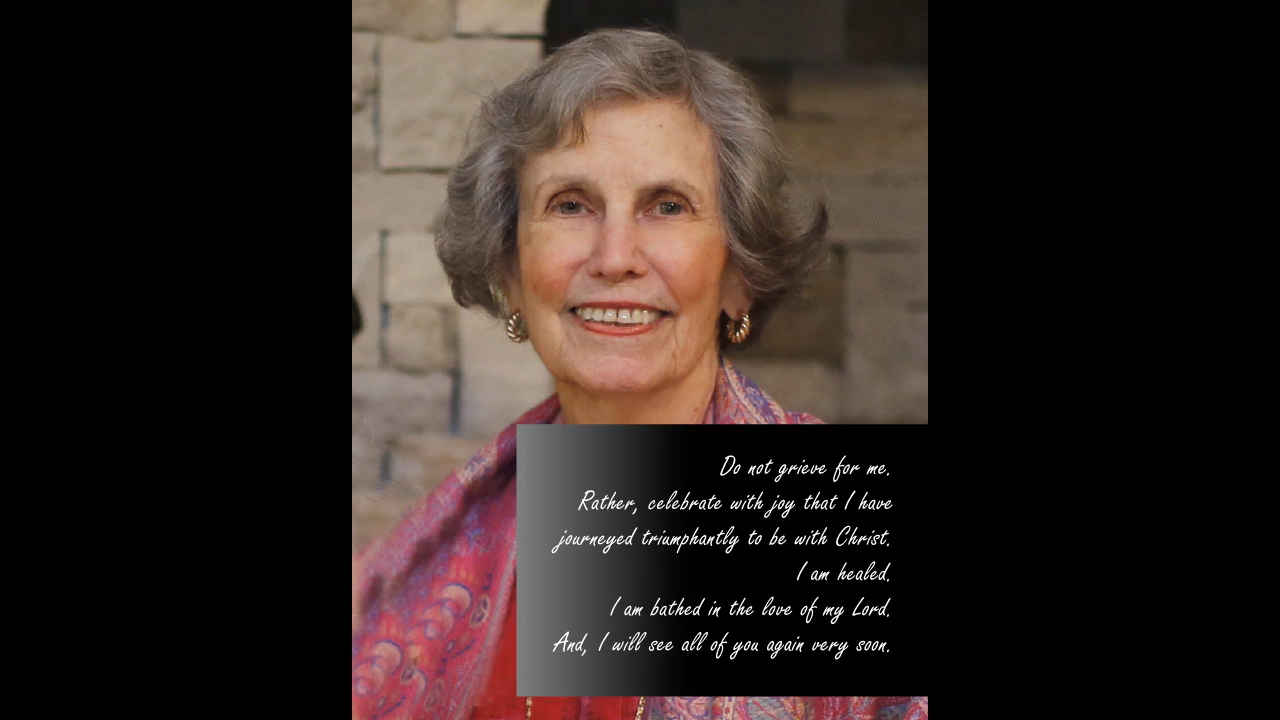 Do not grieve for me.
Rather, celebrate with joy that I have
journeyed triumphantly to be with Christ.
I am healed.
I am bathed in the love of my Lord.
And, I will see all of you again very soon.